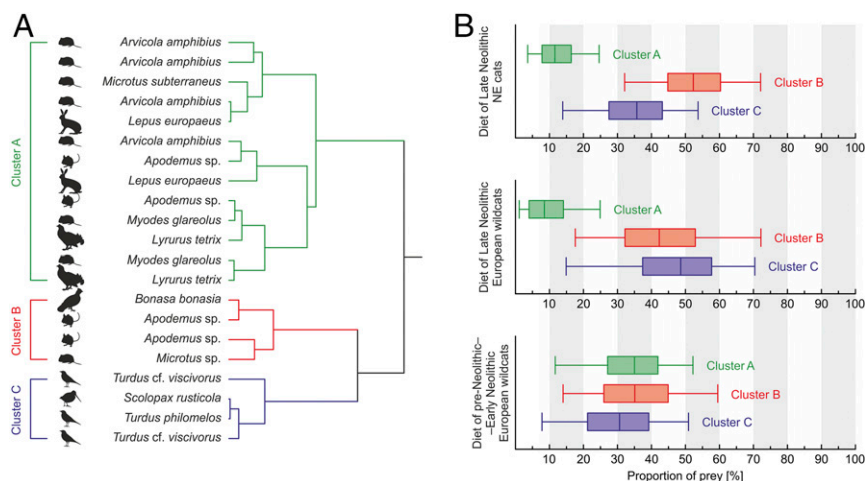 A
Cluster A
Cluster B
Cluster C
Arvicola amphibius
Arvicola amphibius
Microtus subterraneus
Arvicola amphibius
Lepus europaeus
Arvicola amphibius
Apodemus sp.
Lepus europaeus
Apodemus sp.
Myodes glareolus
Lyrurus tetrix
Myodes glareolus
Lyrurus tetrix
Bonasa bonasia
Apodemus sp.
Apodemus sp.
Microtus sp.
Turdus cf. viscivorus
Scolopax rusticola
Turdus philomelos
Turdus cf. viscivorus
B
Diet of Late Neolithic
NE cats
Cluster A
Cluster B
Cluster C
10 20 30 40 50 60 70 80 90 100
Diet of Late Neolithic
European wildcats
Cluster A
Cluster B
Cluster C
10 20 30 40 50 60 70 80 90 100
Diet of pre-Neolithic–
–Early Neolithic
European wildcats
Cluster A
Cluster B
Cluster C
10 20 30 40 50 60 70 80 90 100
Proportion of prey [%]